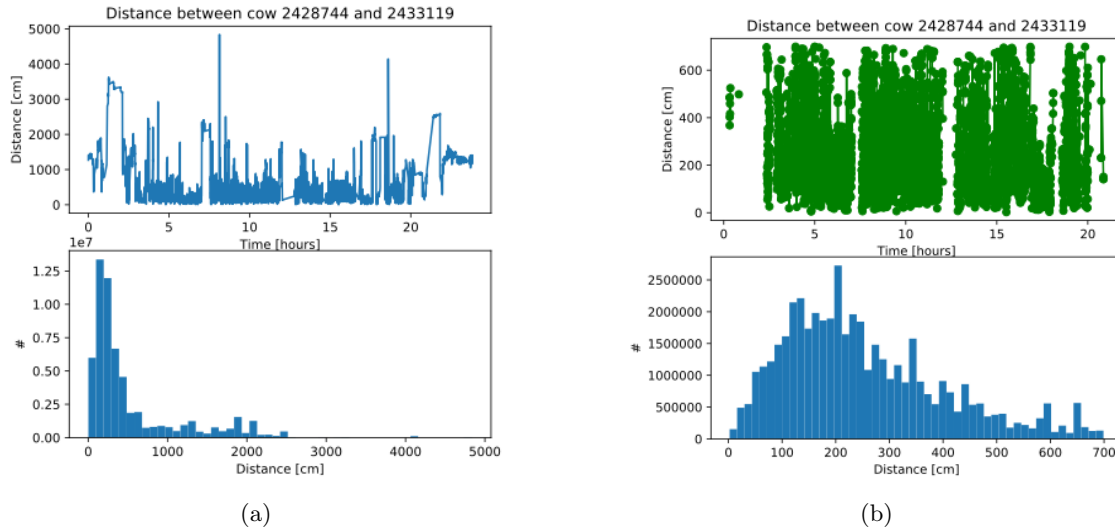 Distance between cow 2428744 and 2433119
5000
4000
3000
2000
1000
0
Distance [cm]
0 5 10 15 20
Time [hours]
1e7
1.25
1.00
0.75
0.50
0.25
0.00
#
0 1000 2000 3000 4000 5000
Distance [cm]
(a)
Distance between cow 2428744 and 2433119
600
400
200
0
Distance [cm]
0 5 10 15 20
Time [hours]
2500000
2000000
1500000
1000000
500000
0
#
0 100 200 300 400 500 600 700
Distance [cm]
(b)